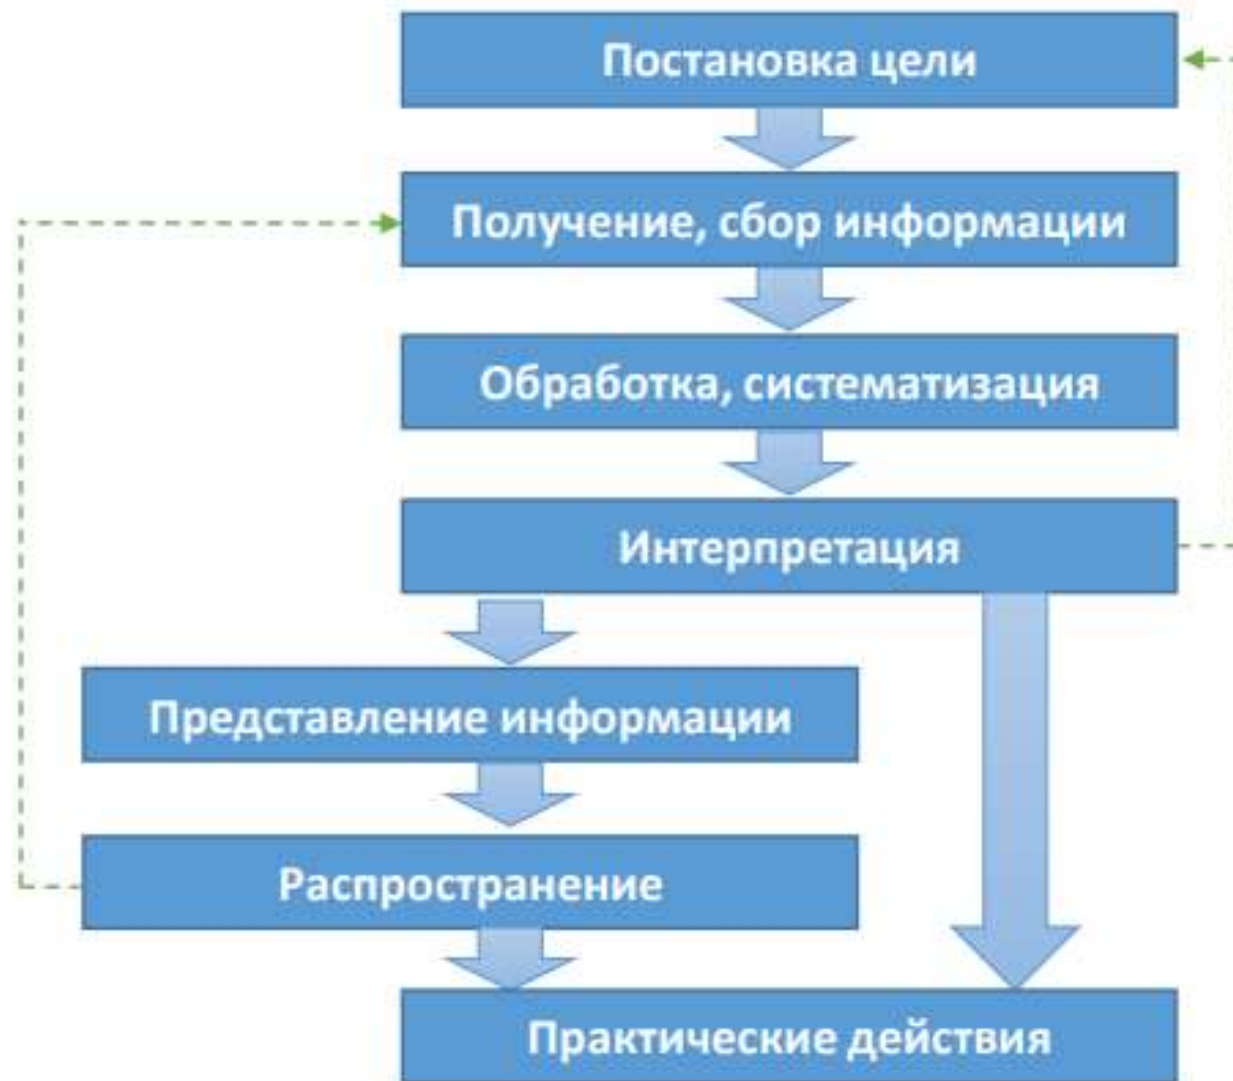 Постановка цели
Получение, сбор информации
Обработка, систематизация
Интерпретация
Представление информации
Распространение
Практические действия